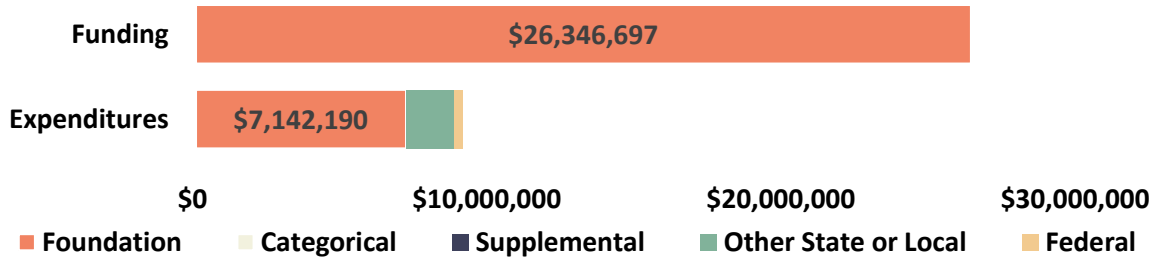 Funding $26,346,697
Expenditures $7,142,190
$0 $10,000,000 $20,000,000 $30,000,000
Foundation Categorical Supplemental Other State or Local Federal